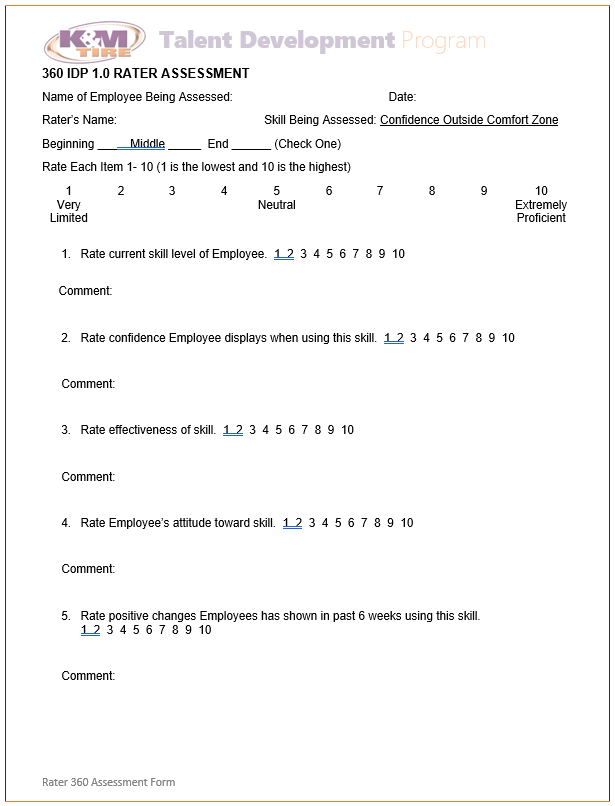 K&M TIRE Talent Development Program
360 IDP 1.0 RATER ASSESSMENT
Name of Employee Being Assessed: Date:
Rater's Name: Skill Being Assessed: Confidence Outside Comfort Zone
Beginning ______Middle _____ End ______ (Check One)
Rate Each Item 1- 10 (1 is the lowest and 10 is the highest)
1 2 3 4 5 6 7 8 9 10
Very Neutral Extremely
Limited Proficient
1. Rate current skill level of Employee. 1 2 3 4 5 6 7 8 9 10
Comment:
2. Rate confidence Employee displays when using this skill. 1 2 3 4 5 6 7 8 9 10
Comment:
3. Rate effectiveness of skill. 1 2 3 4 5 6 7 8 9 10
Comment:
4. Rate Employee's attitude toward skill. 1 2 3 4 5 6 7 8 9 10
Comment:
5. Rate positive changes Employees has shown in past 6 weeks using this skill.
1 2 3 4 5 6 7 8 9 10
Comment:
Rater 360 Assessment Form